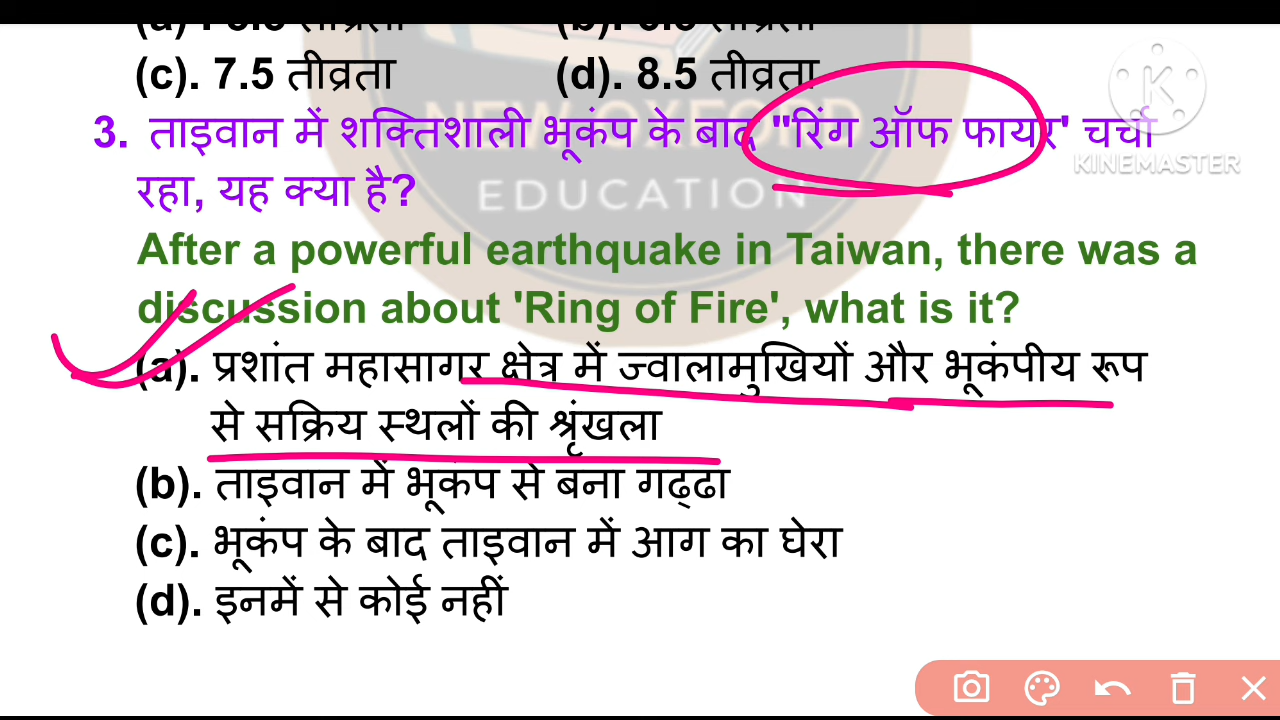 (c). 7.5 तीव्रता (d). 8.5 तीव्रता
3. ताइवान में शक्तिशाली भूकंप के बाद "रिंग ऑफ फायर' चर्चा
रहा, यह क्या है?
After a powerful earthquake in Taiwan, there was a
discussion about 'Ring of Fire', what is it?
(a). प्रशांत महासागर क्षेत्र में ज्वालामुखियों और भूकंपीय रूप
से सक्रिय स्थलों की श्रृंखला
(b). ताइवान में भूकंप से बना गढ्ढा
(c). भूकंप के बाद ताइवान में आग का घेरा
(d). इनमें से कोई नहीं
NEW OXFORD
EDUCATION
K
KINEMASTER